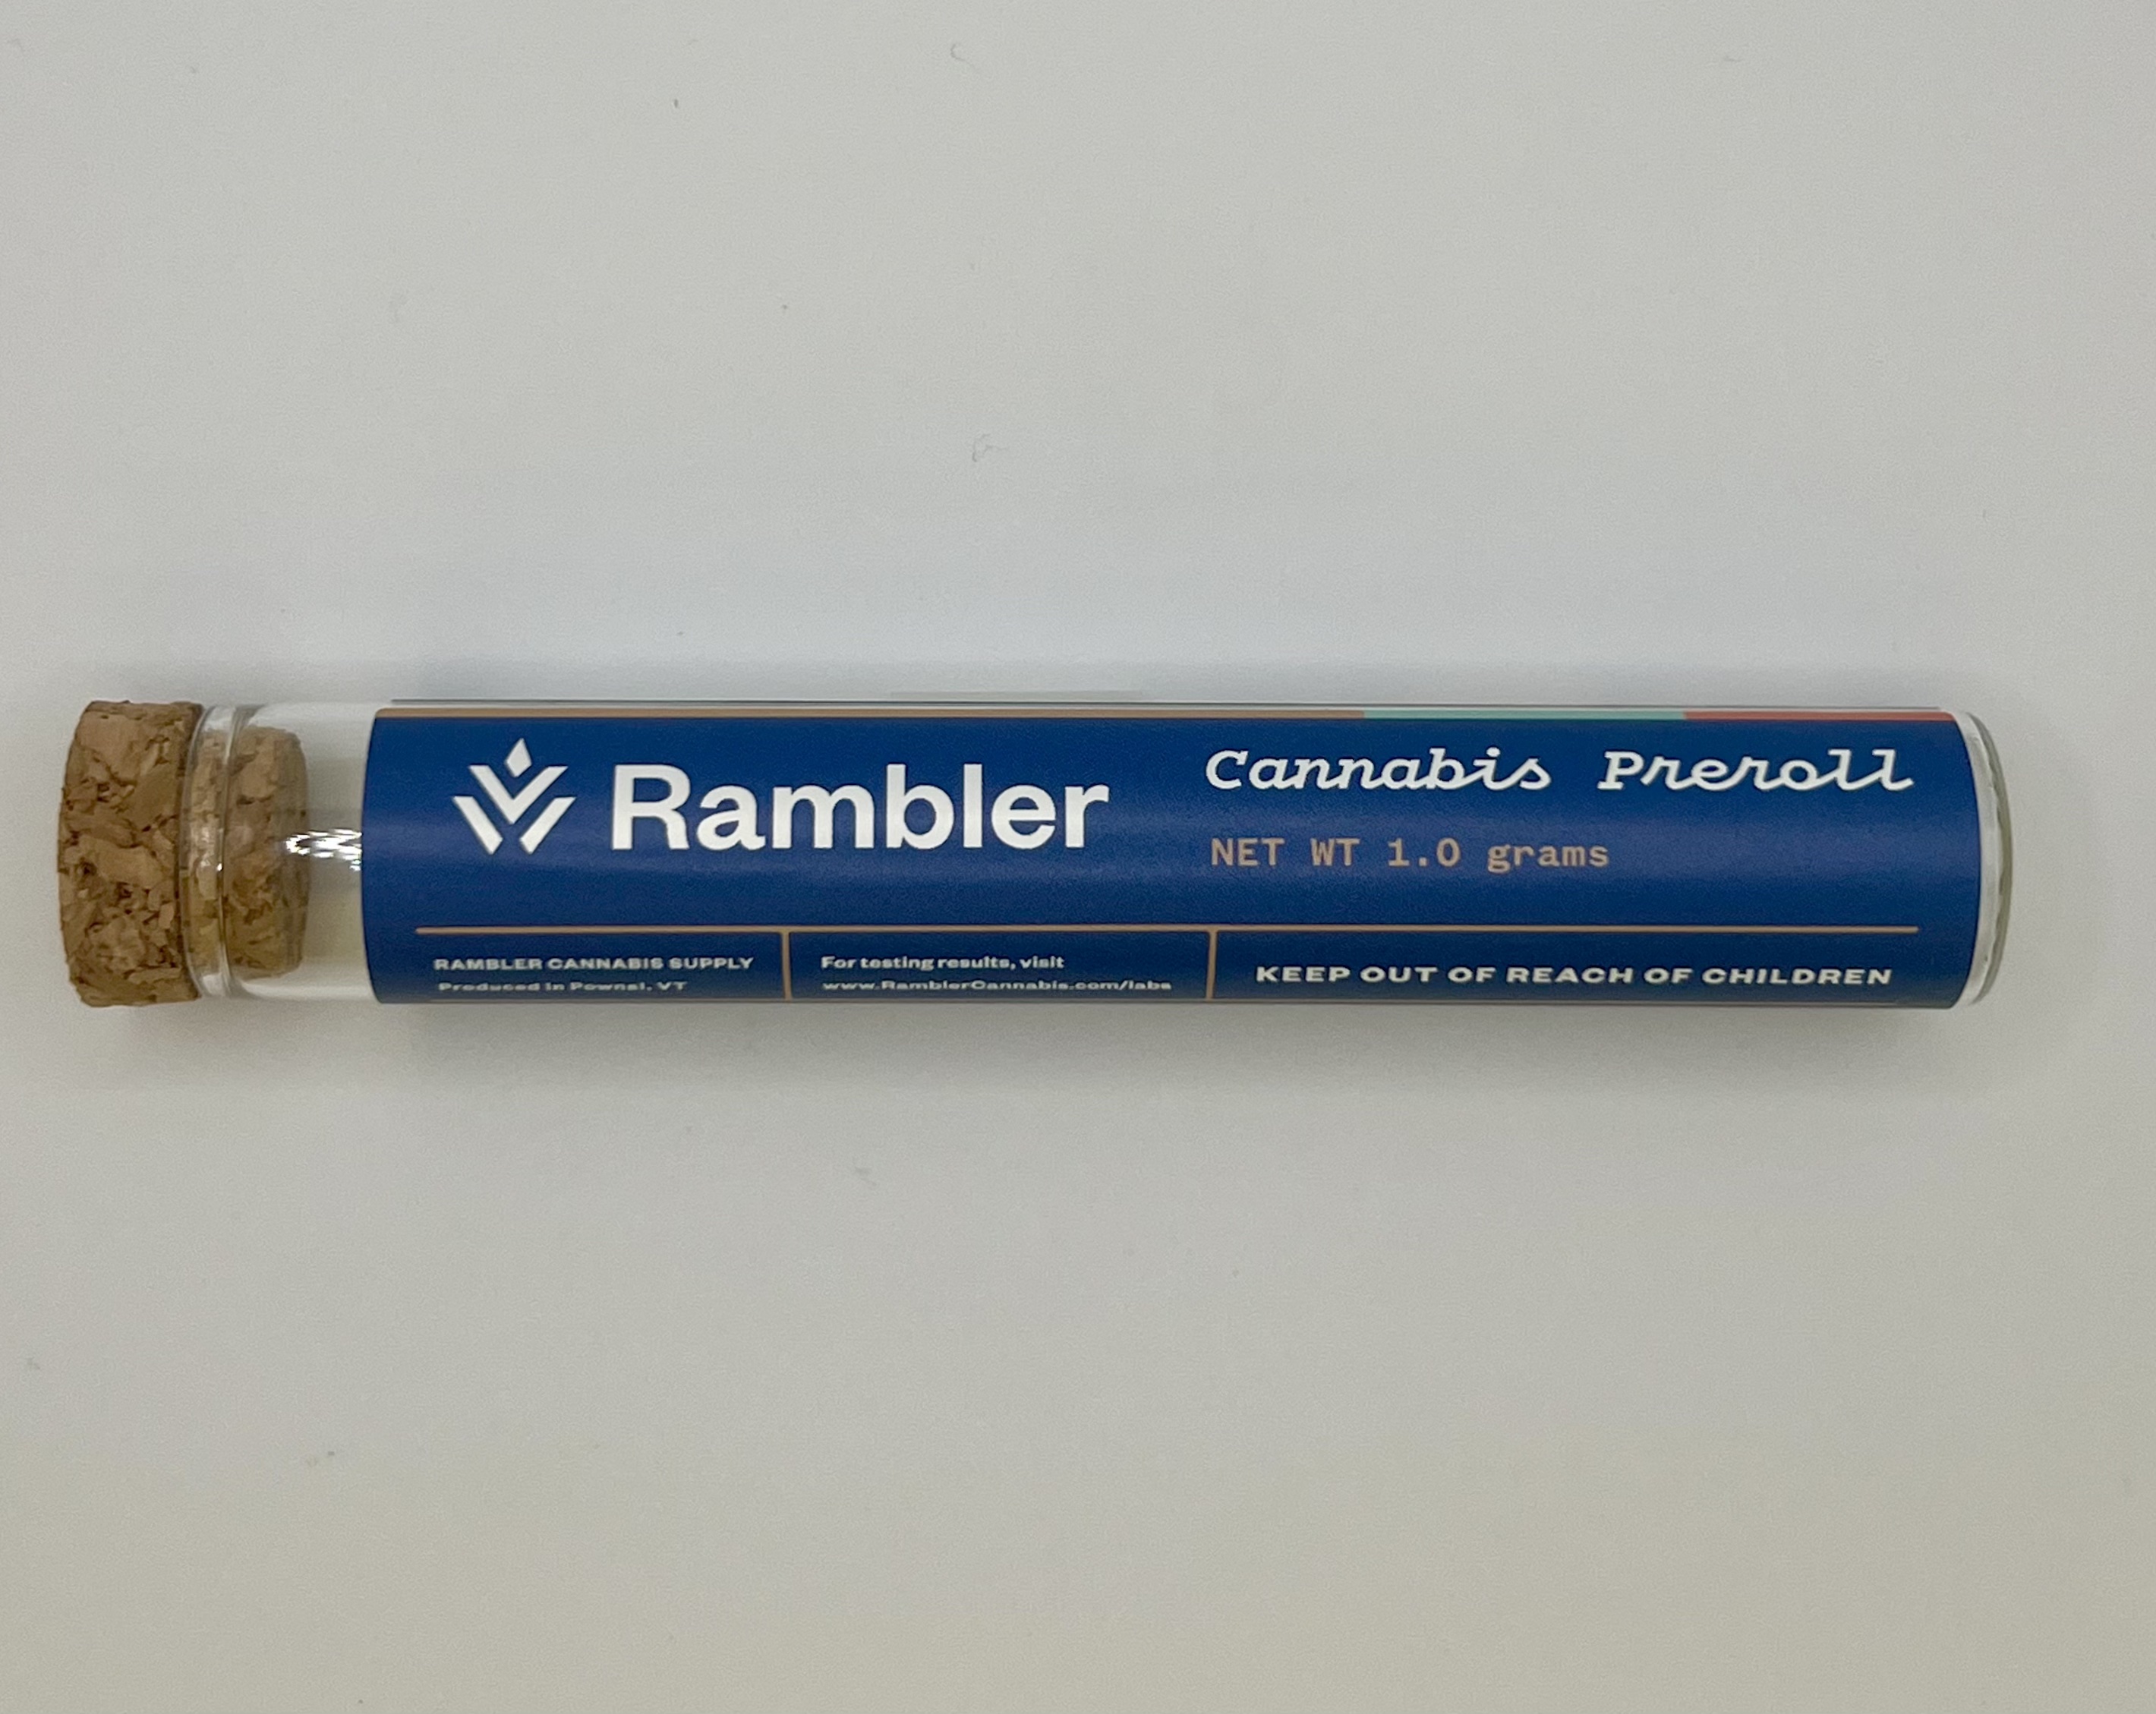 Rambler
Cannabis Preroll
NET WT 1.0 grams
RAMBLER CANNABIS SUPPLY
Produced in Pownal, VT
For testing results, visit
www.RamblerCannabis.com/labs
KEEP OUT OF REACH OF CHILDREN